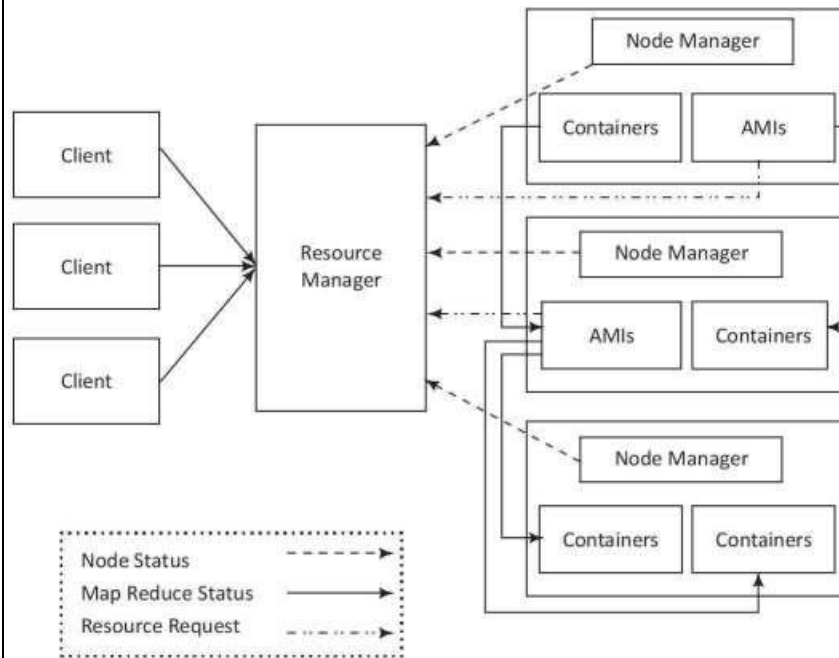 Client
Client
Client
Resource
Manager
Node Manager
Containers
AMIs
Node Manager
AMIs
Containers
Node Manager
Containers
Containers
Node Status
Map Reduce Status
Resource Request